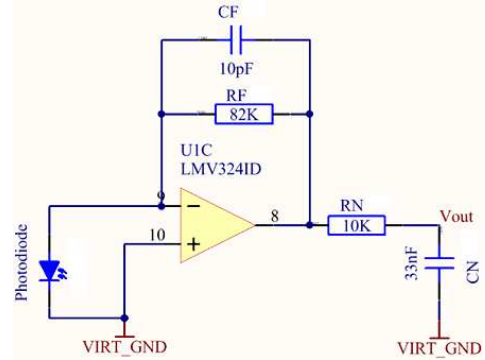 CF
10pF
RF
82K
U1C
LMV324ID
9
8
10
RN
10K
Vout
33nF
CN
Photodiode
VIRT_GND
VIRT_GND